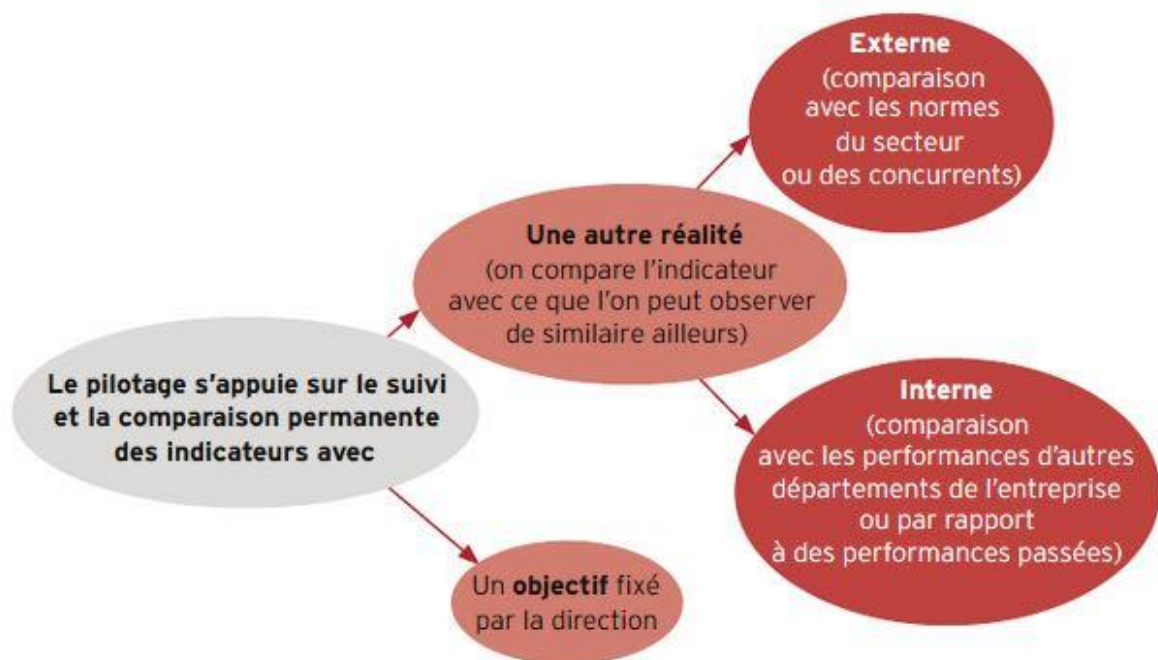 Le pilotage s’appuie sur le suivi
et la comparaison permanente
des indicateurs avec
Une autre réalité
(on compare l’indicateur
avec ce que l’on peut observer
de similaire ailleurs)
Externe
(comparaison
avec les normes
du secteur
ou des concurrents)
Interne
(comparaison
avec les performances d’autres
départements de l’entreprise
ou par rapport
à des performances passées)
Un objectif fixé
par la direction